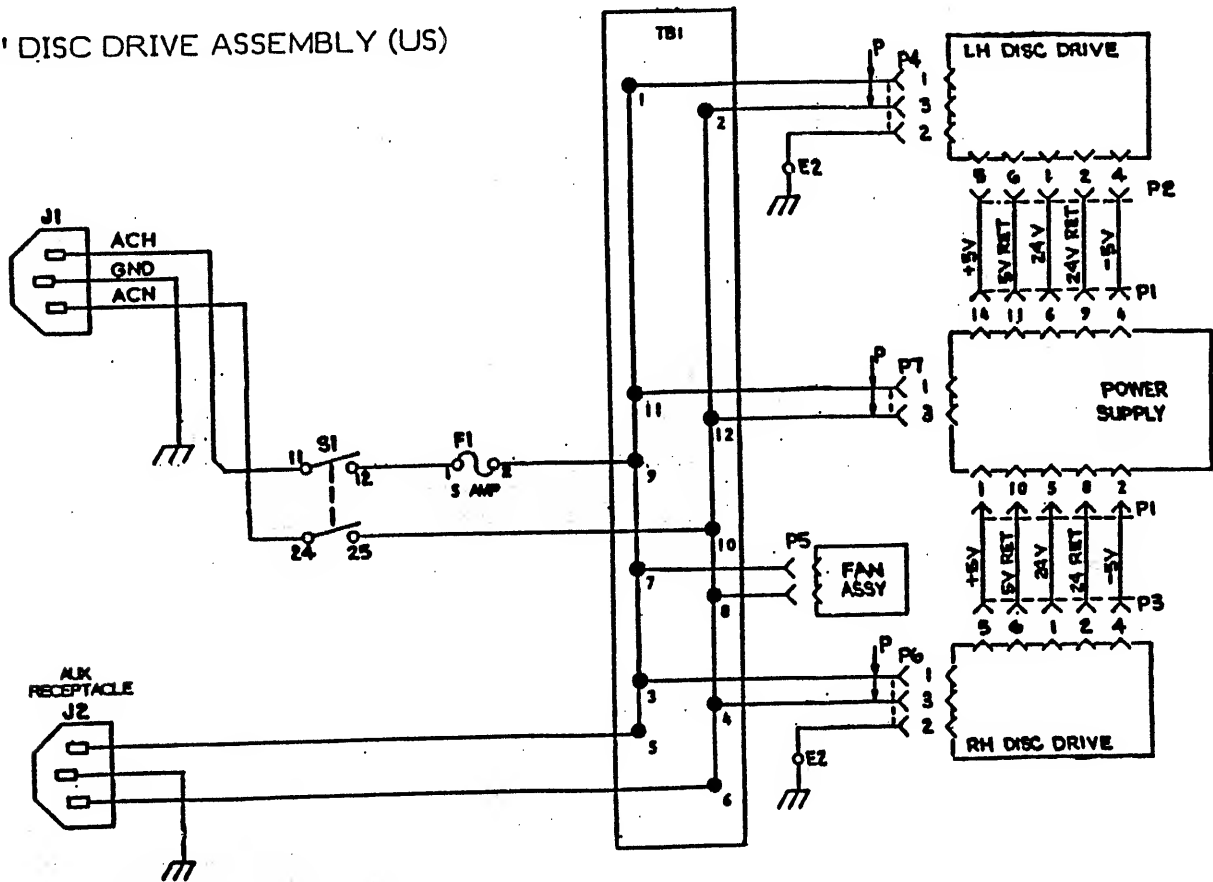 ' DISC DRIVE ASSEMBLY (US)
TB1
LH DISC DRIVE
P
P4
1
3
2
1
2
E2
5 6 1 2 4
P2
+5V
5V RET
24V
24V RET
-5V
P1
14 11 6 9 4
J1
ACH
GND
ACN
P
P7
1
3
POWER
SUPPLY
11
12
11
S1
12
F1
1
2
5 AMP
9
24
25
10
1 10 5 8 2
P1
+5V
5V RET
24V
24 RET
-5V
P3
5 6 1 2 4
7
8
P5
FAN
ASSY
P
P6
1
3
2
3
4
5
6
E2
RH DISC DRIVE
AUX
RECEPTACLE
J2